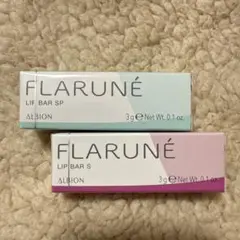 FLARUNÉ
LIP BAR SP
ALBION
3g ℮ Net Wt. 0.1 oz.
FLARUNÉ
LIP BAR S
ALBION
3g ℮ Net Wt. 0.1 oz.